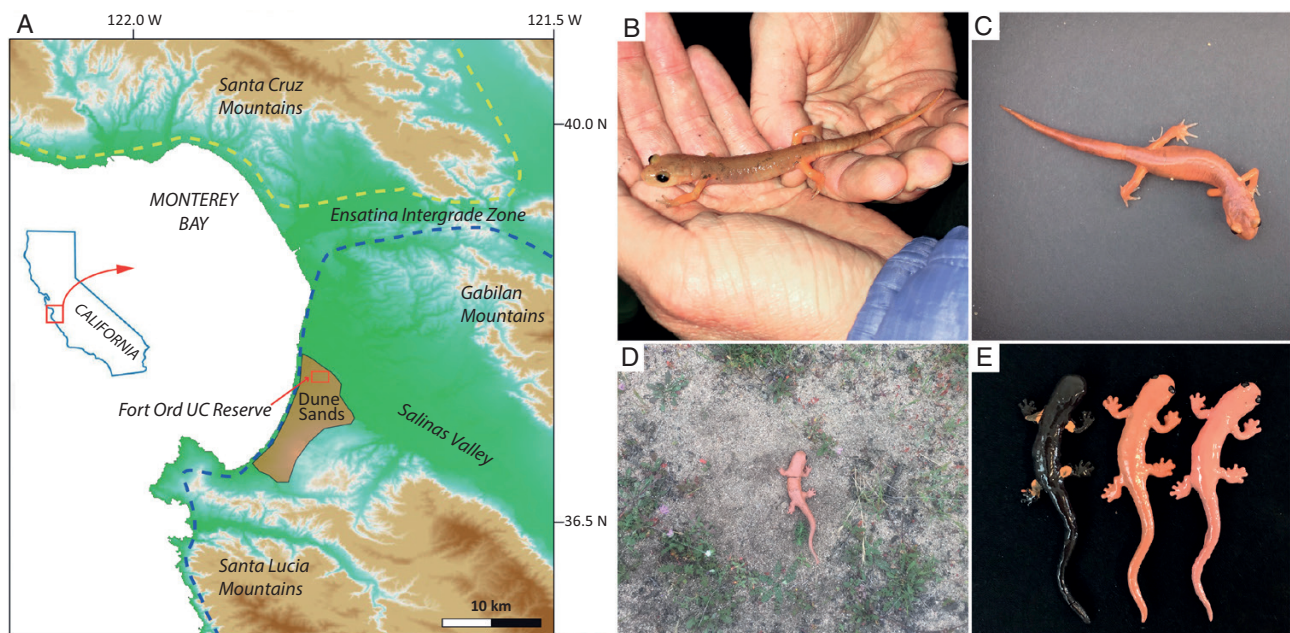 A
122.0 W
121.5 W
Santa Cruz
Mountains
40.0 N
MONTEREY
BAY
Ensatina Intergrade Zone
Gabilan
Mountains
CALIFORNIA
Fort Ord UC Reserve
Dune
Sands
Salinas Valley
36.5 N
Santa Lucia
Mountains
10 km
B
C
D
E